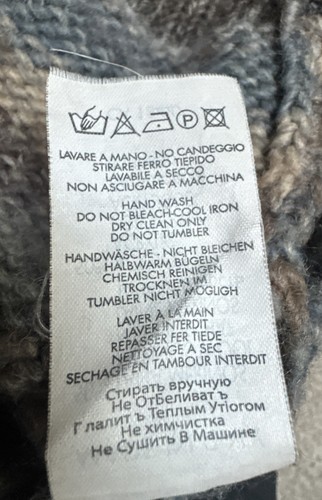 LAVARE A MANO - NO CANDEGGIO
STIRARE FERRO TIEPIDO
LAVABILE A SECCO
NON ASCIUGARE A MACCHINA
HAND WASH
DO NOT BLEACH-COOL IRON
DRY CLEAN ONLY
DO NOT TUMBLER
HANDWÄSCHE - NICHT BLEICHEN
HALBWARM BÜGELN
CHEMISCH REINIGEN
TROCKNEN IM
TUMBLER NICHT MÖGLIGH
LAVER À LA MAIN
JAVER INTERDIT
REPASSER FER TIEDE
NETTOYAGE A SEC
SECHAGE EN TAMBOUR INTERDIT
Стирать вручную
Не Отбеливатъ
Г лалитъ Теплым Утіогом
Не химчистка
Не Сушить В Машине